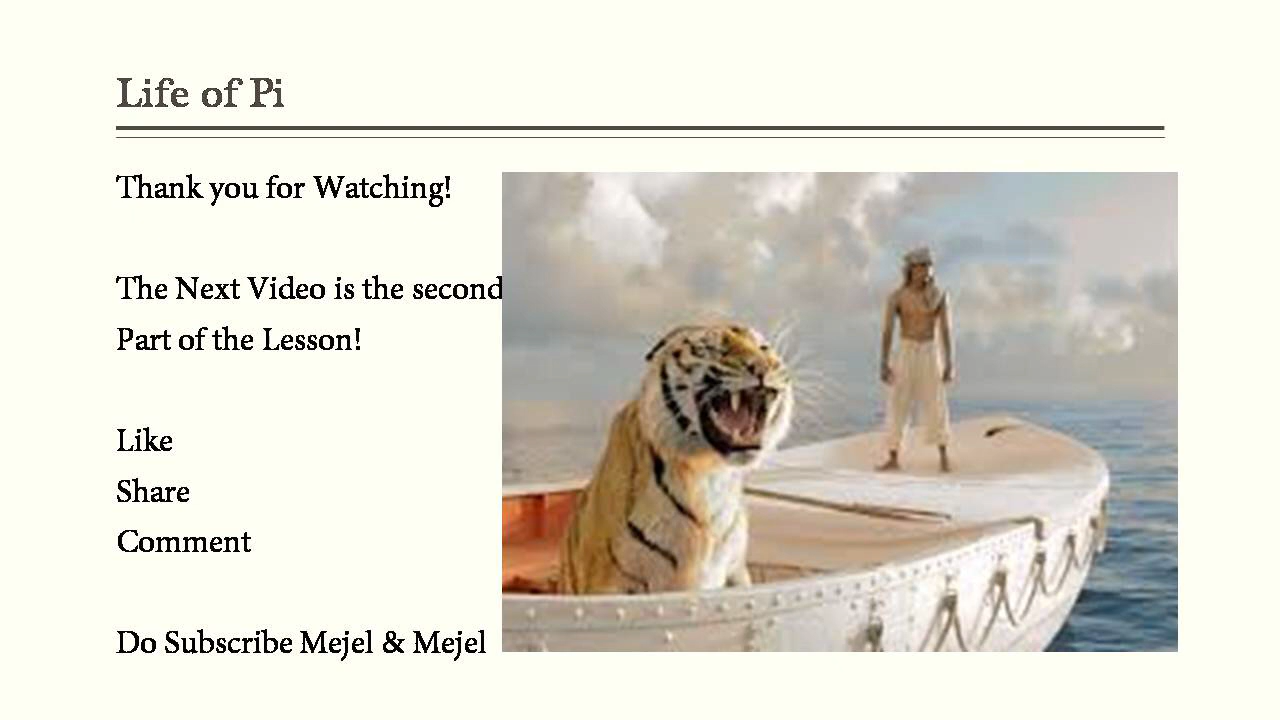 Life of Pi
Thank you for Watching!
The Next Video is the second
Part of the Lesson!
Like
Share
Comment
Do Subscribe Mejel & Mejel